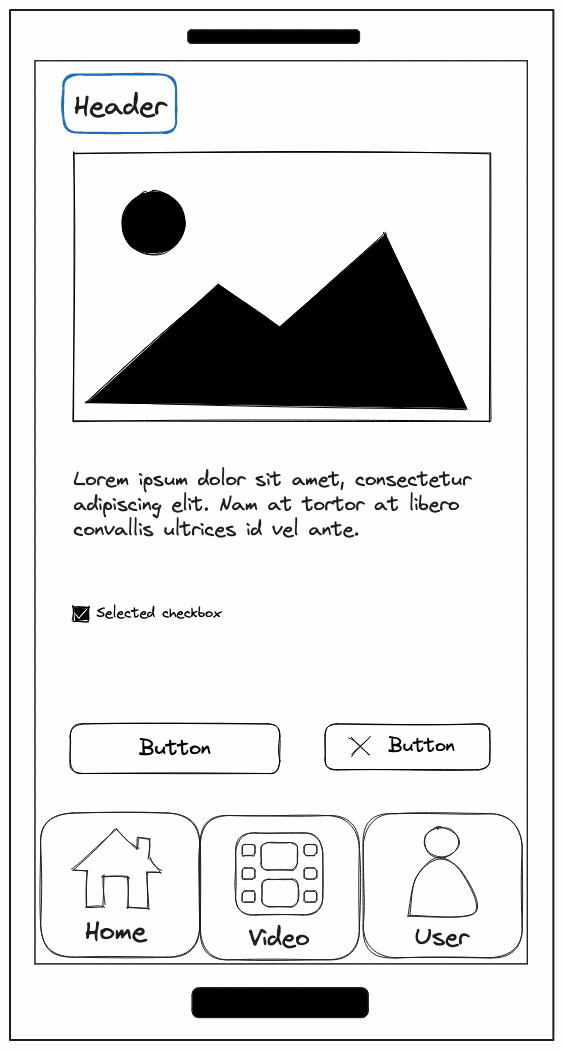 Header
Lorem ipsum dolor sit amet, consectetur
adipiscing elit. Nam at tortor at libero
convallis ultrices id vel ante.
Selected checkbox
Button
Button
Home
Video
User